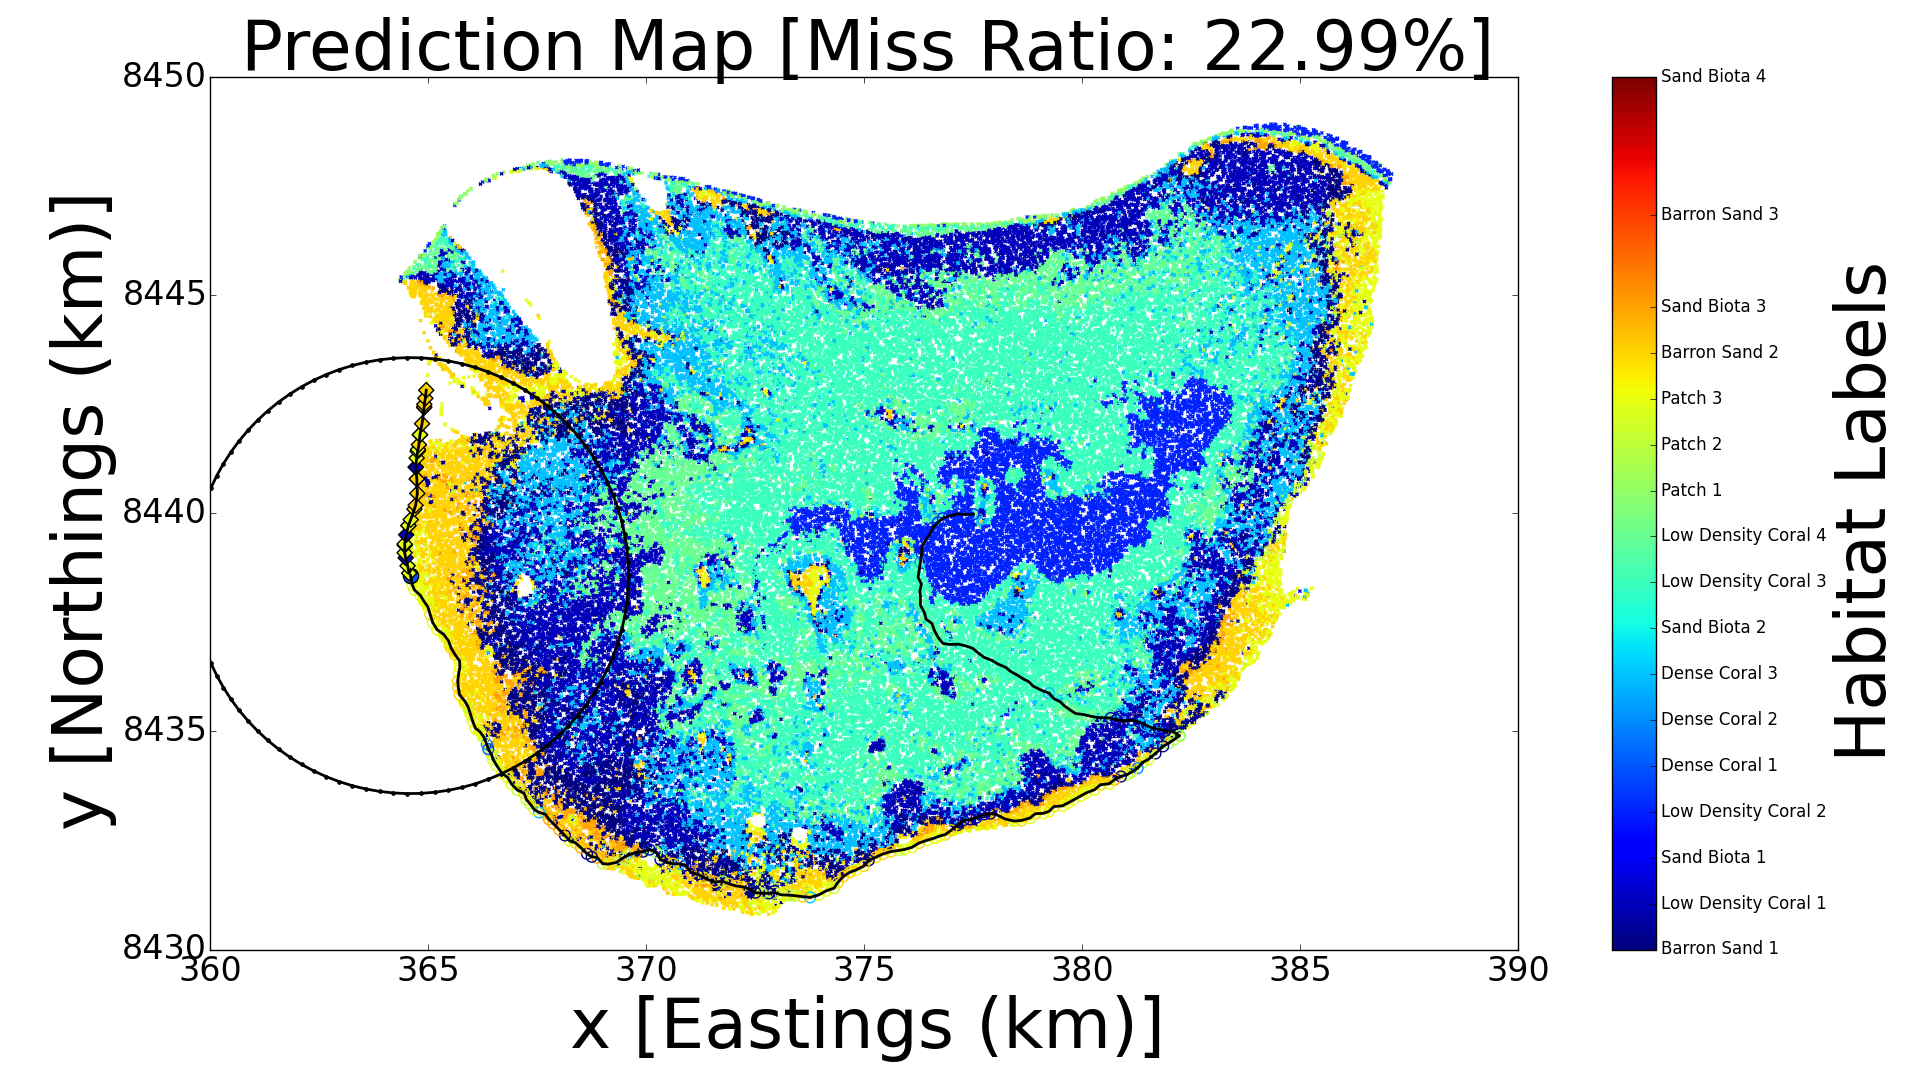 Prediction Map [Miss Ratio: 22.99%]
y [Northings (km)]
8450
8445
8440
8435
8430
360
365
370
375
380
385
390
x [Eastings (km)]
Sand Biota 4
Barron Sand 3
Sand Biota 3
Barron Sand 2
Patch 3
Patch 2
Patch 1
Low Density Coral 4
Low Density Coral 3
Sand Biota 2
Dense Coral 3
Dense Coral 2
Dense Coral 1
Low Density Coral 2
Sand Biota 1
Low Density Coral 1
Barron Sand 1
Habitat Labels